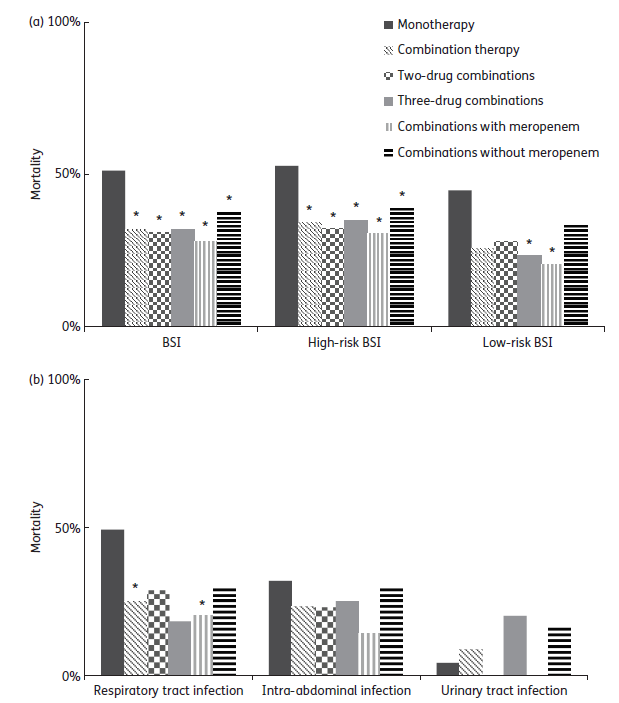 (a) 100%
Monotherapy
Combination therapy
Two-drug combinations
Three-drug combinations
Combinations with meropenem
Combinations without meropenem
Mortality
50%
* * * * *
* * * * *
* *
0%
BSI High-risk BSI Low-risk BSI
(b) 100%
Mortality
50%
* *
0%
Respiratory tract infection Intra-abdominal infection Urinary tract infection